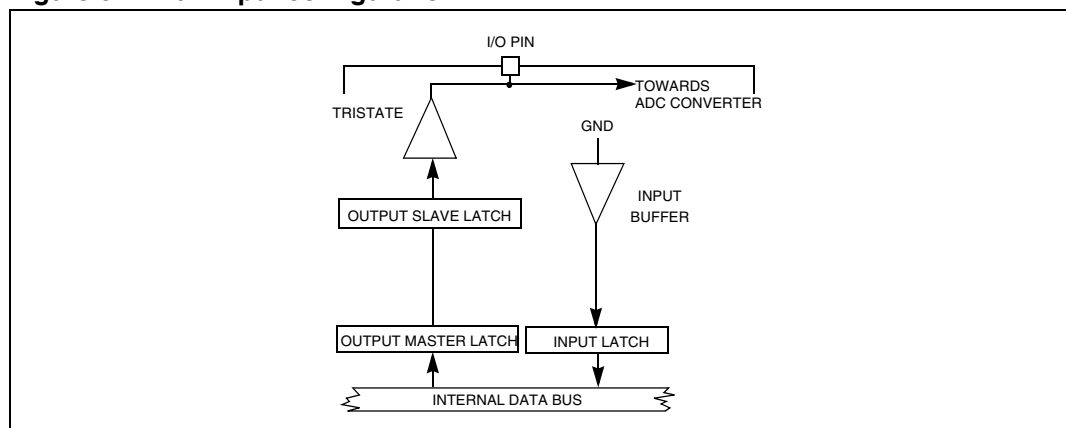 I/O PIN
TOWARDS
ADC CONVERTER
TRISTATE
GND
INPUT
BUFFER
OUTPUT SLAVE LATCH
OUTPUT MASTER LATCH
INPUT LATCH
INTERNAL DATA BUS